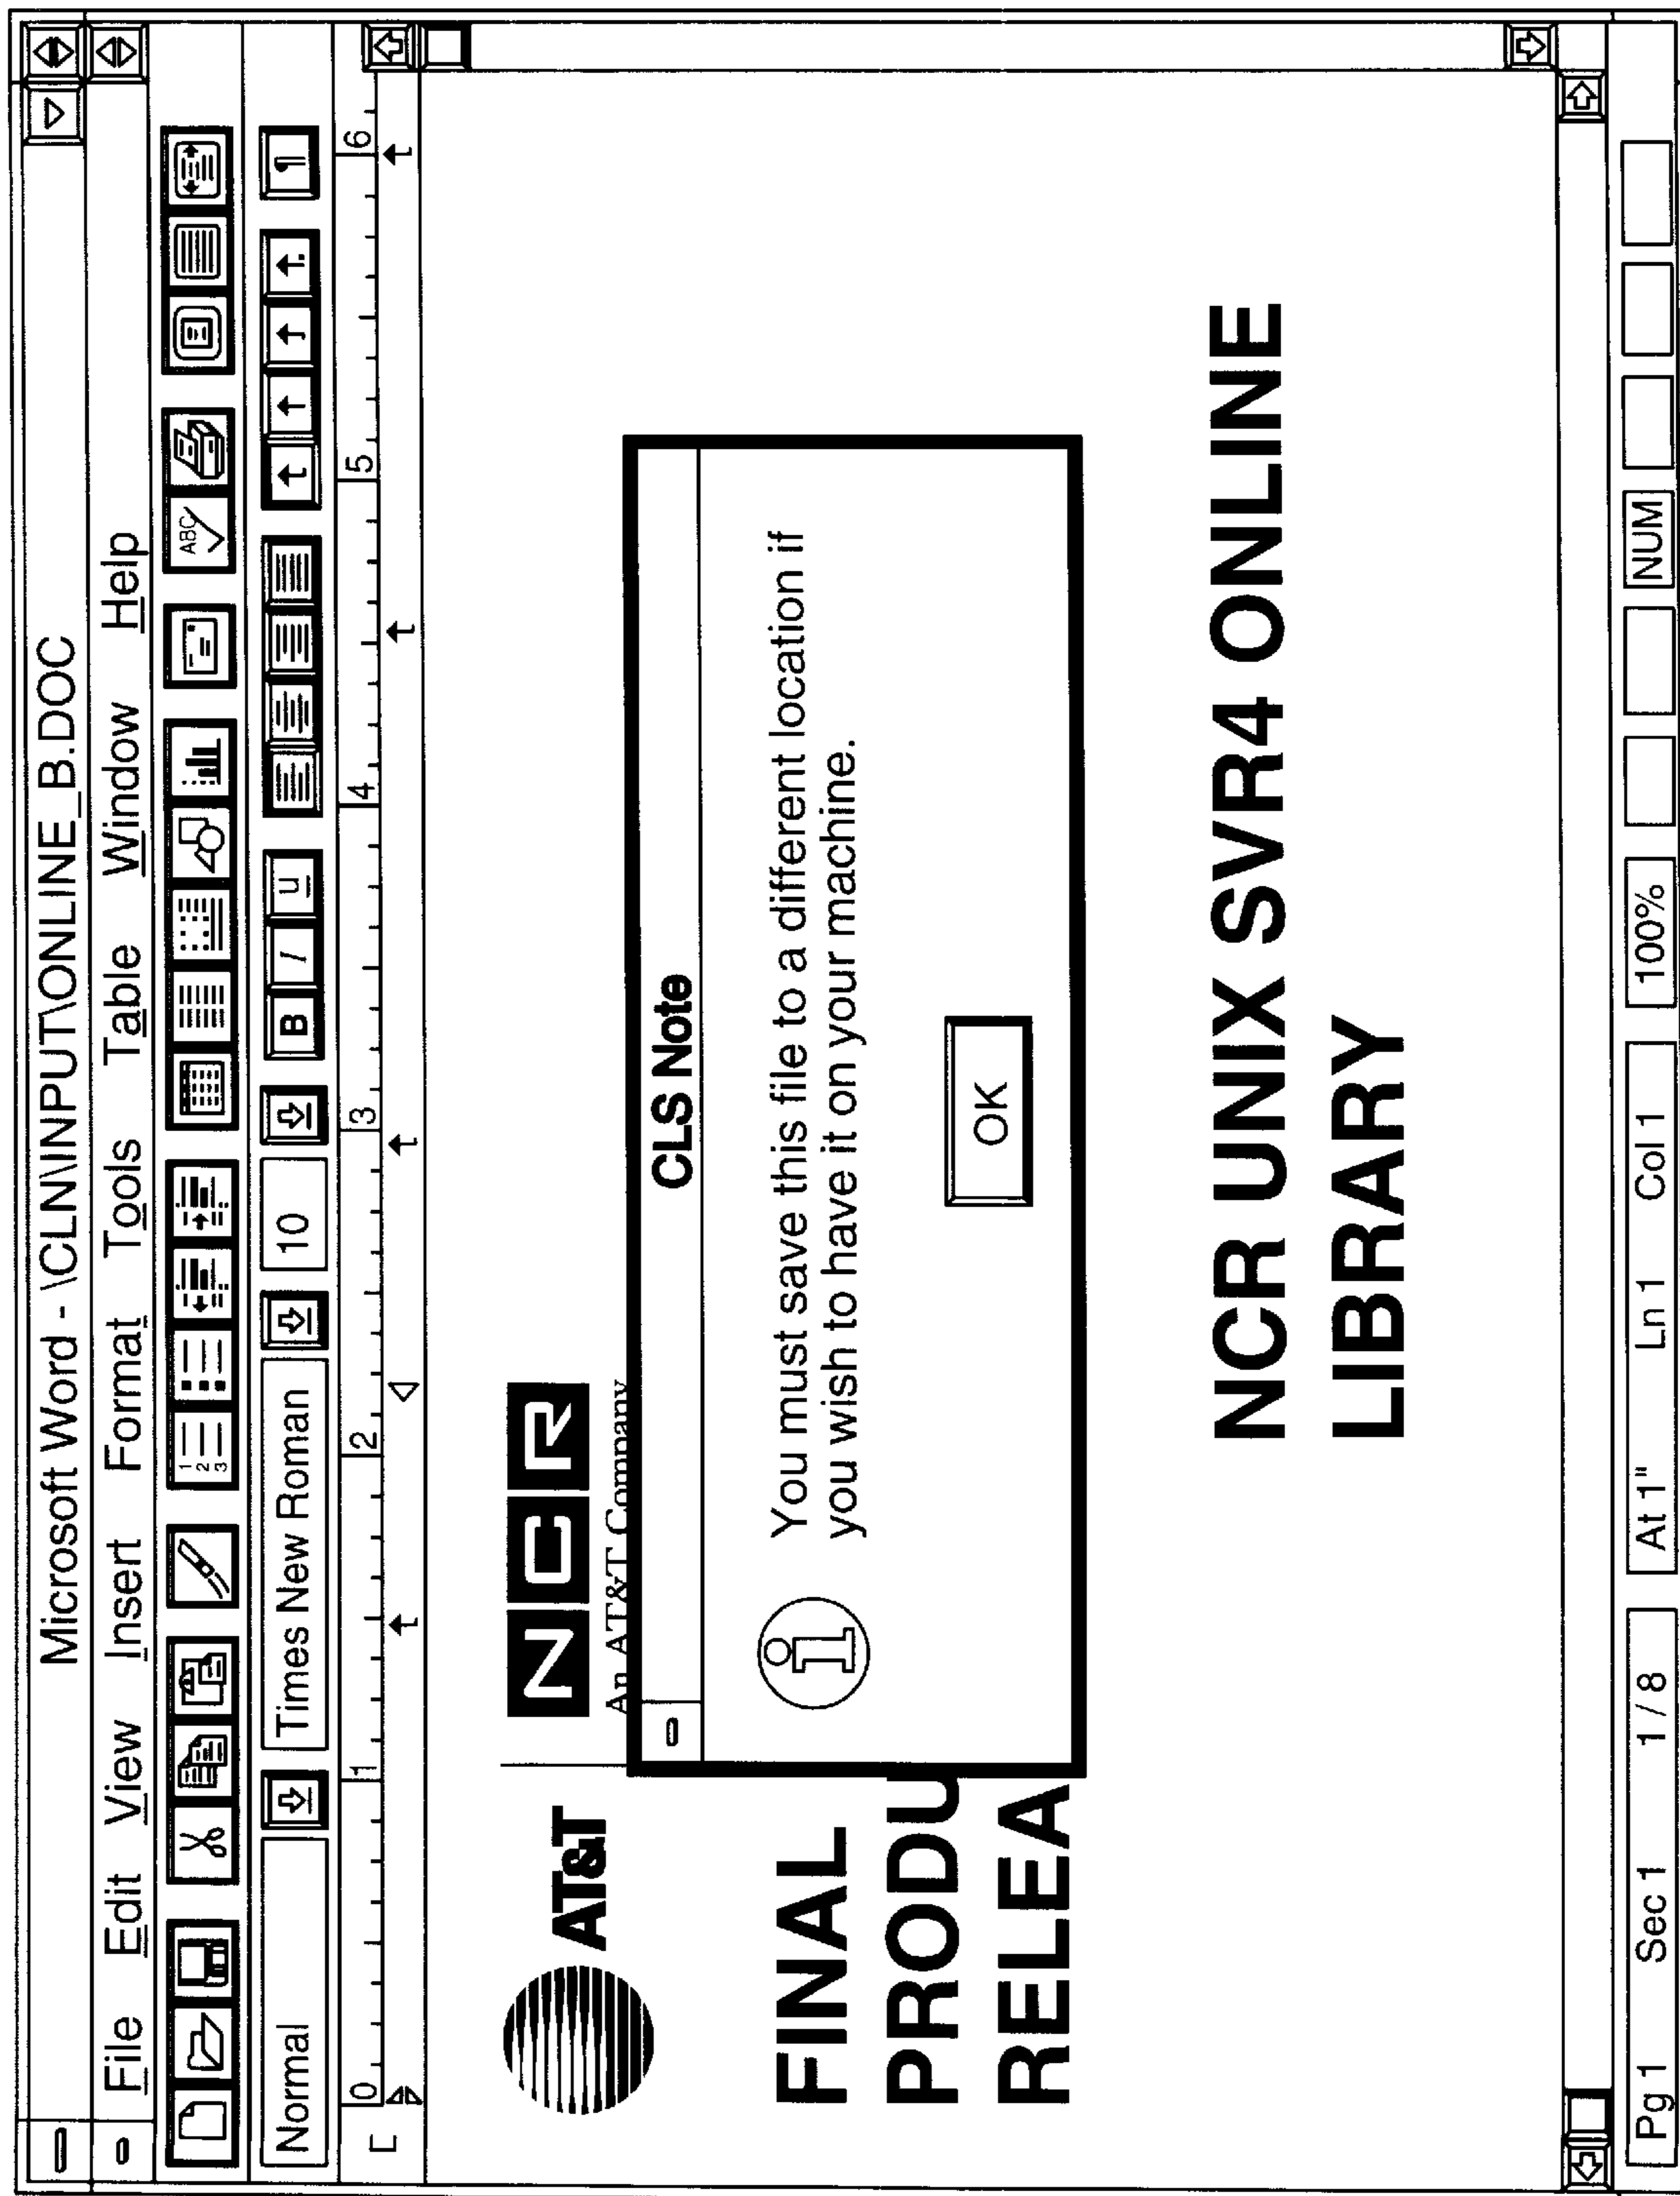 Microsoft Word - \CLN\INPUT\ONLINE_B.DOC
File Edit View Insert Format Tools Table Window Help
1
2
3
ABC
Normal
Times New Roman
10
B I u
¶
0 1 2 3 4 5 6
AT&T
NCR
An AT&T Company
CLS Note
You must save this file to a different location if
you wish to have it on your machine.
OK
FINAL
PRODU
RELEA
NCR UNIX SVR4 ONLINE
LIBRARY
Pg 1 Sec 1 1 / 8 At 1" Ln 1 Col 1 100% NUM